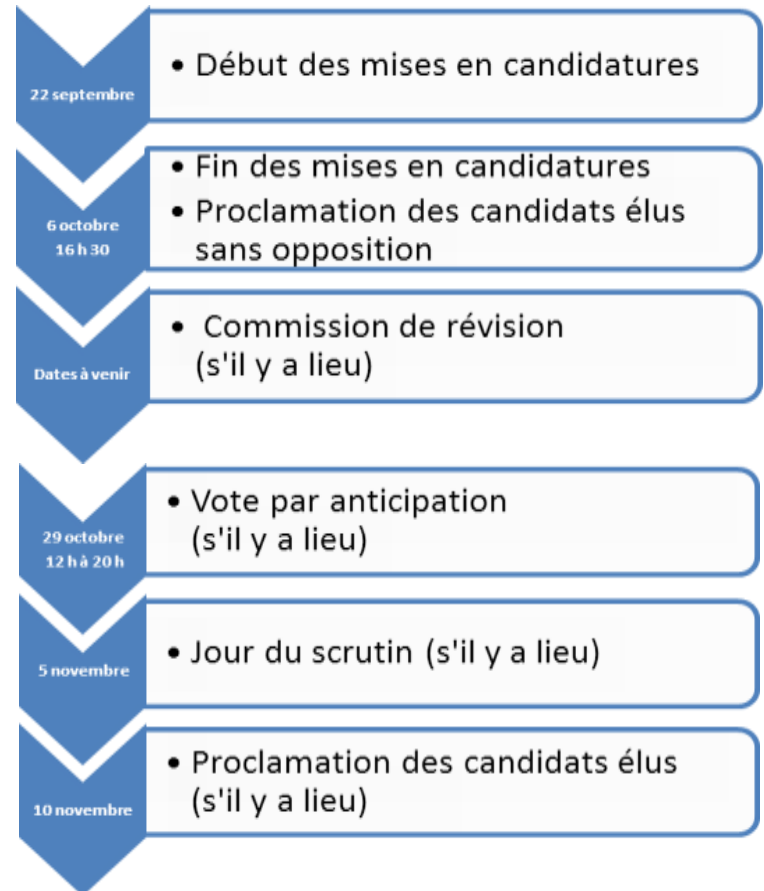 22 septembre
• Début des mises en candidatures
6 octobre
16 h 30
• Fin des mises en candidatures
• Proclamation des candidats élus
sans opposition
Dates à venir
• Commission de révision
(s'il y a lieu)
29 octobre
12 h à 20 h
• Vote par anticipation
(s'il y a lieu)
5 novembre
• Jour du scrutin (s'il y a lieu)
10 novembre
• Proclamation des candidats élus
(s'il y a lieu)